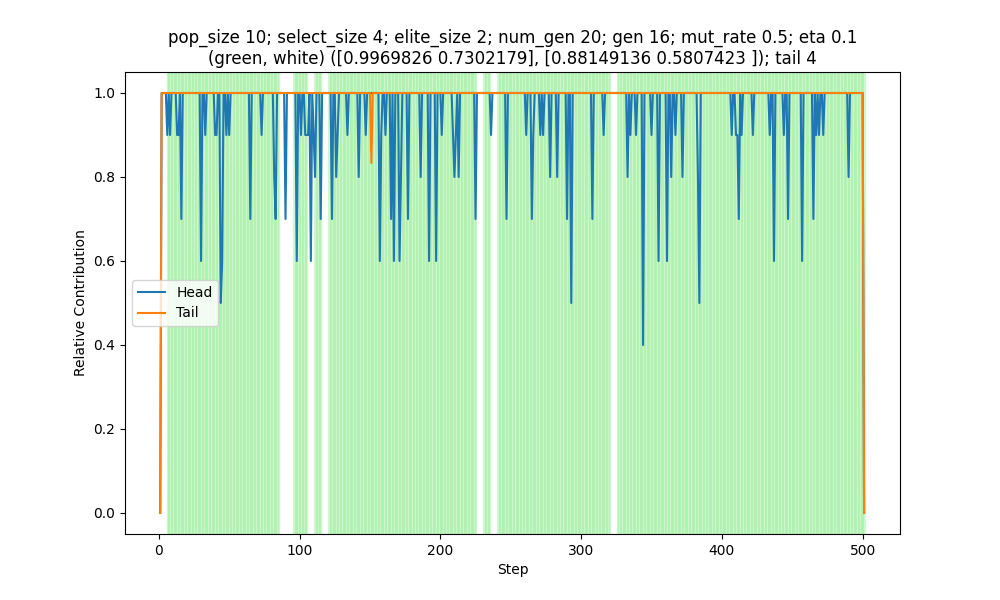 pop_size 10; select_size 4; elite_size 2; num_gen 20; gen 16; mut_rate 0.5; eta 0.1
(green, white) ([0.9969826 0.7302179], [0.88149136 0.5807423 ]); tail 4
1.0
0.8
0.6
0.4
0.2
0.0
Relative Contribution
Head
Tail
0
100
200
300
400
500
Step